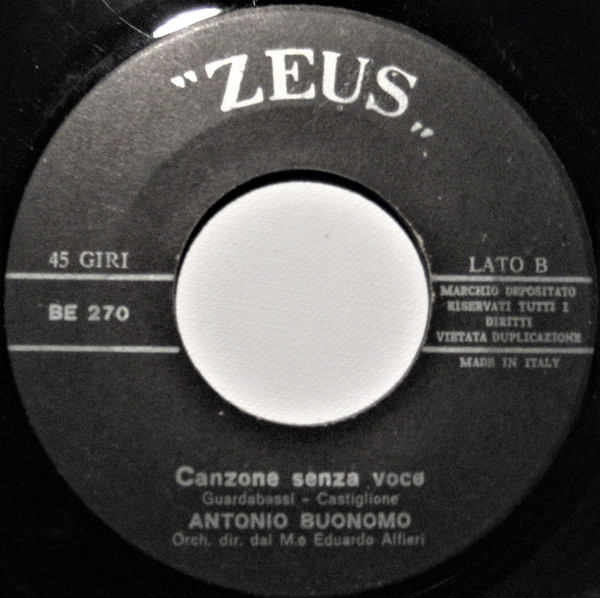 "ZEUS"
45 GIRI
BE 270
LATO B
MARCHIO DEPOSITATO
RISERVATI TUTTI I
DIRITTI
VIETATA DUPLICAZIONE
MADE IN ITALY
Canzone senza voce
Guardabassi - Castiglione
ANTONIO BUONOMO
Orch. dir. dal M.o Eduardo Alfieri